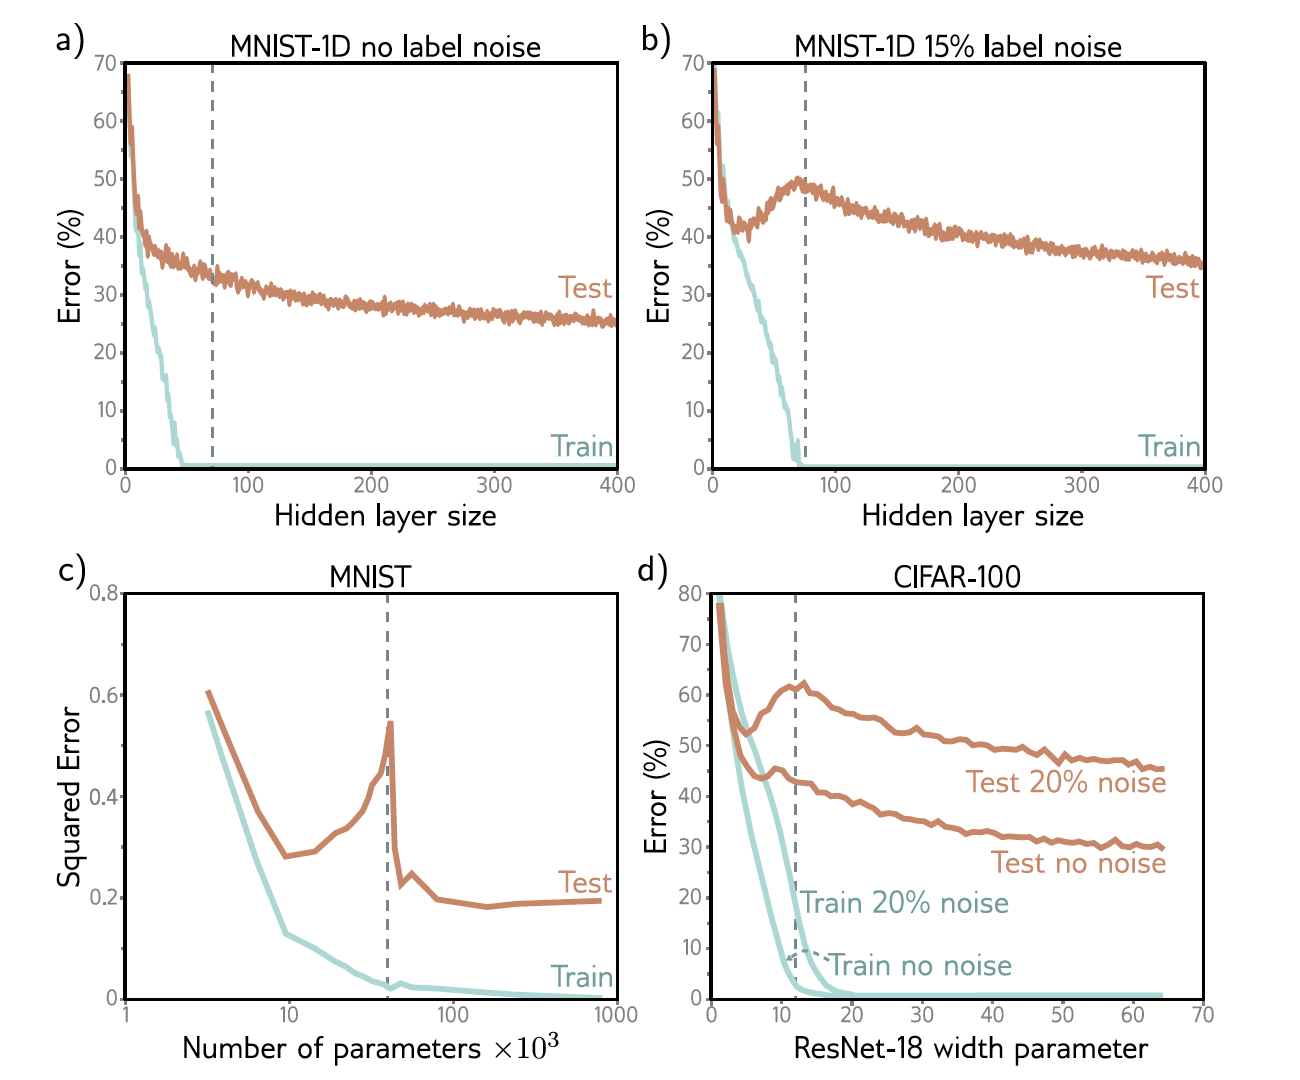 a)
MNIST-1D no label noise
70
60
50
40
30
20
10
0
Error (%)
Test
Train
0 100 200 300 400
Hidden layer size
b)
MNIST-1D 15% label noise
70
60
50
40
30
20
10
0
Error (%)
Test
Train
0 100 200 300 400
Hidden layer size
c)
MNIST
0.8
0.6
0.4
0.2
0
Squared Error
Test
Train
1 10 100 1000
Number of parameters ×10³
d)
CIFAR-100
80
70
60
50
40
30
20
10
0
Error (%)
Test 20% noise
Test no noise
Train 20% noise
Train no noise
0 10 20 30 40 50 60 70
ResNet-18 width parameter